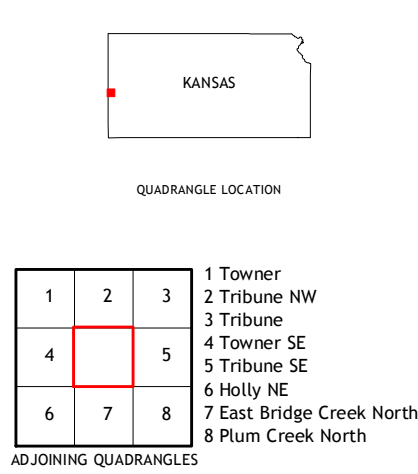 KANSAS
QUADRANGLE LOCATION
1 2 3
4 5
6 7 8
1 Towner
2 Tribune NW
3 Tribune
4 Towner SE
5 Tribune SE
6 Holly NE
7 East Bridge Creek North
8 Plum Creek North
ADJOINING QUADRANGLES